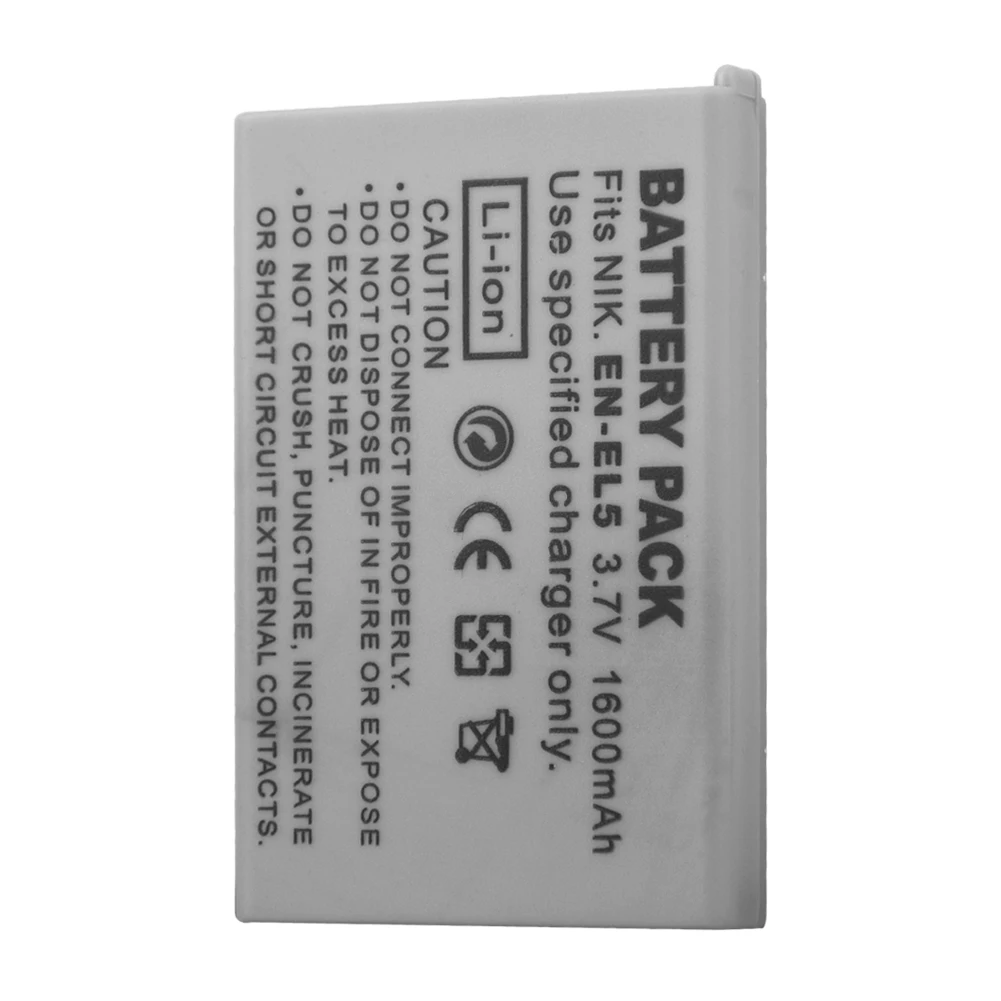 BATTERY PACK
Fits NIK. EN-EL5 3.7V 1600mAh
Use specified charger only.
Li-ion
CE
CAUTION
• DO NOT CONNECT IMPROPERLY.
• DO NOT DISPOSE OF IN FIRE OR EXPOSE
TO EXCESS HEAT.
• DO NOT CRUSH, PUNCTURE, INCINERATE
OR SHORT CIRCUIT EXTERNAL CONTACTS.